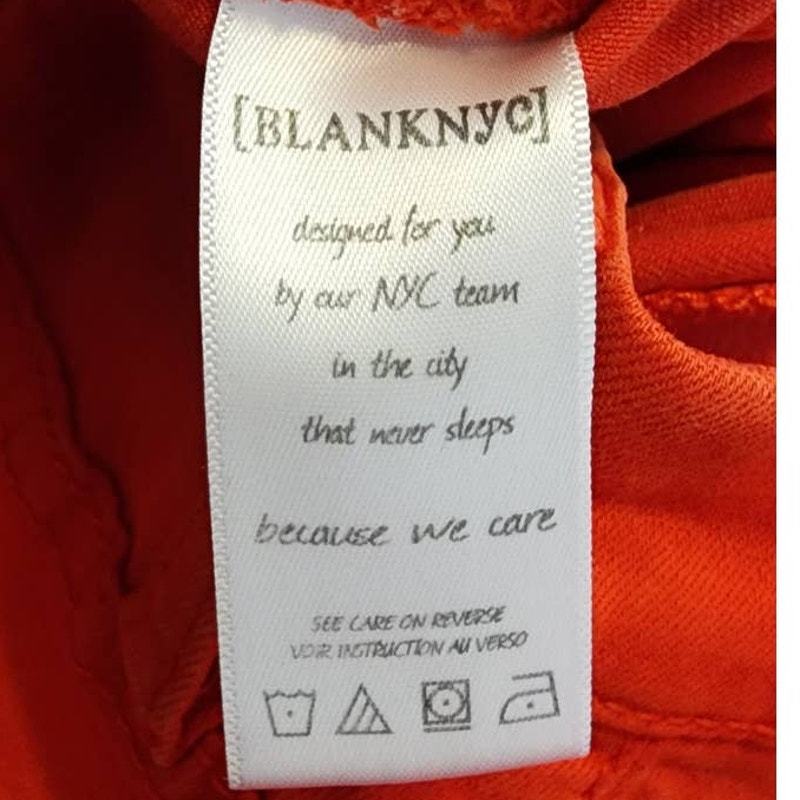 [BLANKNYC]
designed for you
by our NYC team
in the city
that never sleeps
because we care
SEE CARE ON REVERSE
VOIR INSTRUCTION AU VERSO